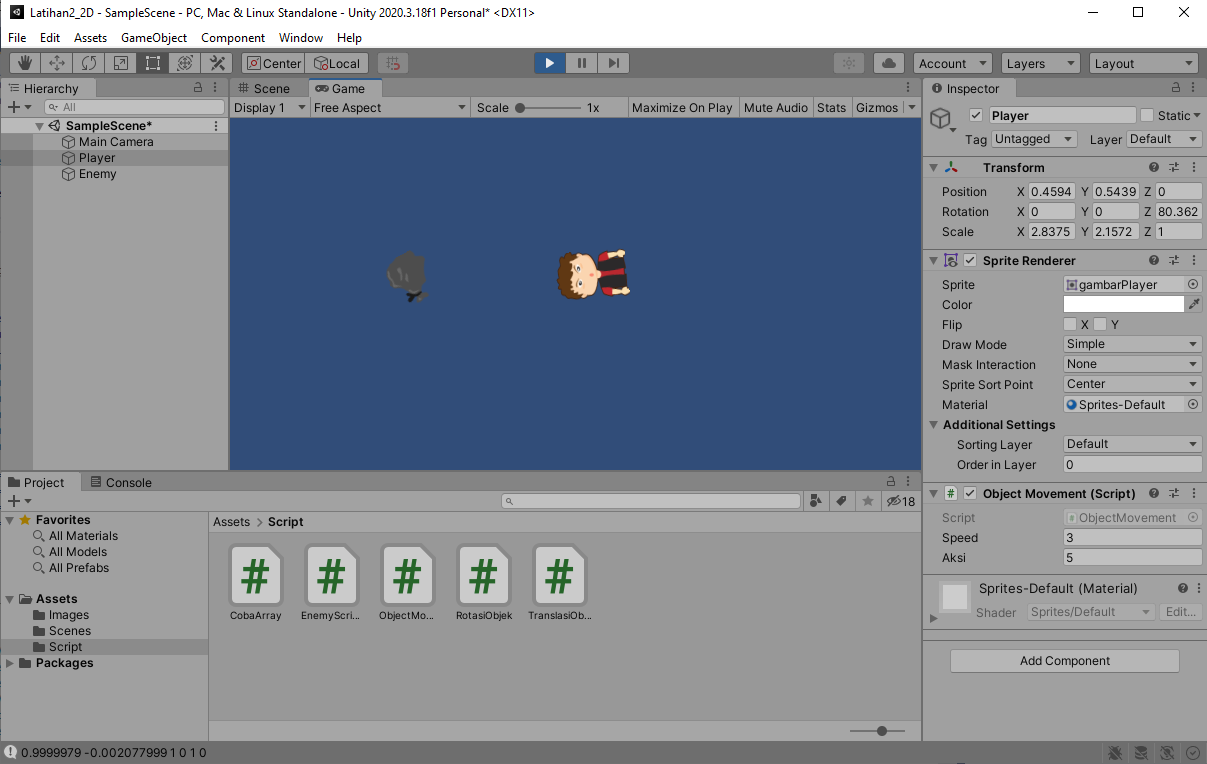 Latihan2_2D - SampleScene - PC, Mac & Linux Standalone - Unity 2020.3.18f1 Personal* <DX11>
File Edit Assets GameObject Component Window Help
Center Local Account Layers Layout
Hierarchy
All
SampleScene*
Main Camera
Player
Enemy
Scene Game
Display 1 Free Aspect Scale 1x Maximize On Play Mute Audio Stats Gizmos
Inspector
Player Static
Tag Untagged Layer Default
Transform
Position X 0.4594 Y 0.5439 Z 0
Rotation X 0 Y 0 Z 80.362
Scale X 2.8375 Y 2.1572 Z 1
Sprite Renderer
Sprite gambarPlayer
Color
Flip X Y
Draw Mode Simple
Mask Interaction None
Sprite Sort Point Center
Material Sprites-Default
Additional Settings
Sorting Layer Default
Order in Layer 0
# Object Movement (Script)
Script ObjectMovement
Speed 3
Aksi 5
Sprites-Default (Material)
Shader Sprites/Default Edit...
Add Component
Project Console
18
Favorites
All Materials
All Models
All Prefabs
Assets
Images
Scenes
Script
Packages
Assets > Script
# # # # #
CobaArray EnemyScri... ObjectMo... RotasiObjek TranslasiOb...
0.9999979 -0.002077999 1 0 1 0